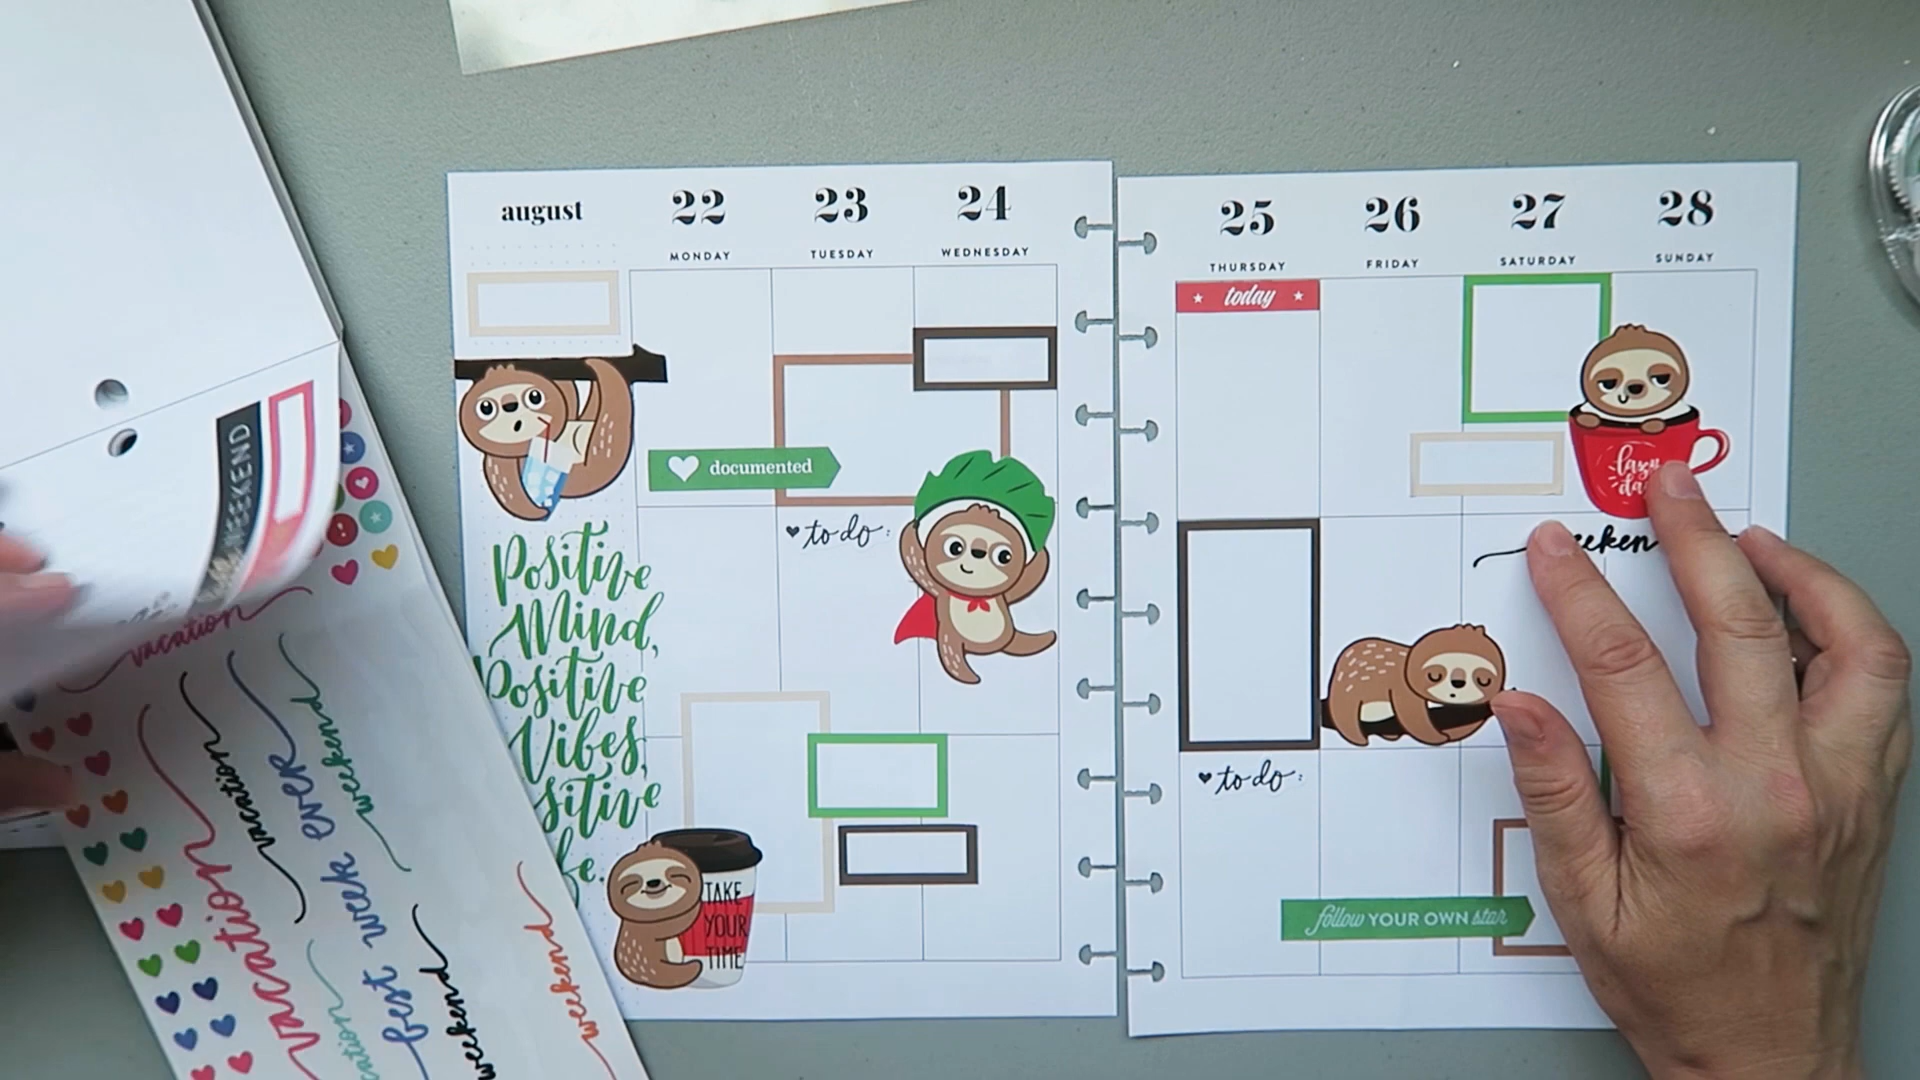 august
22
MONDAY
23
TUESDAY
24
WEDNESDAY
25
THURSDAY
26
FRIDAY
27
SATURDAY
28
SUNDAY
today
documented
to do:
Positive
Mind,
Positive
Vibes,
TAKE
YOUR
TIME
lazy
to do:
follow YOUR OWN star
WEEKEND
vacation
vacation
vacation
best week ever
weekend
weekend
weekend